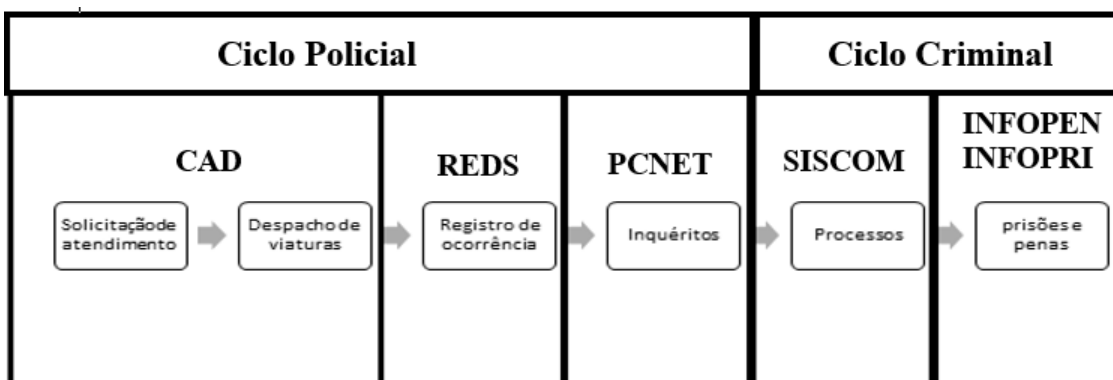 Ciclo Policial
Ciclo Criminal
CAD
REDS
PCNET
SISCOM
INFOPEN
INFOPRI
Solicitaçãode
atendimento
Despacho de
viaturas
Registro de
ocorrência
Inquéritos
Processos
prisões e
penas